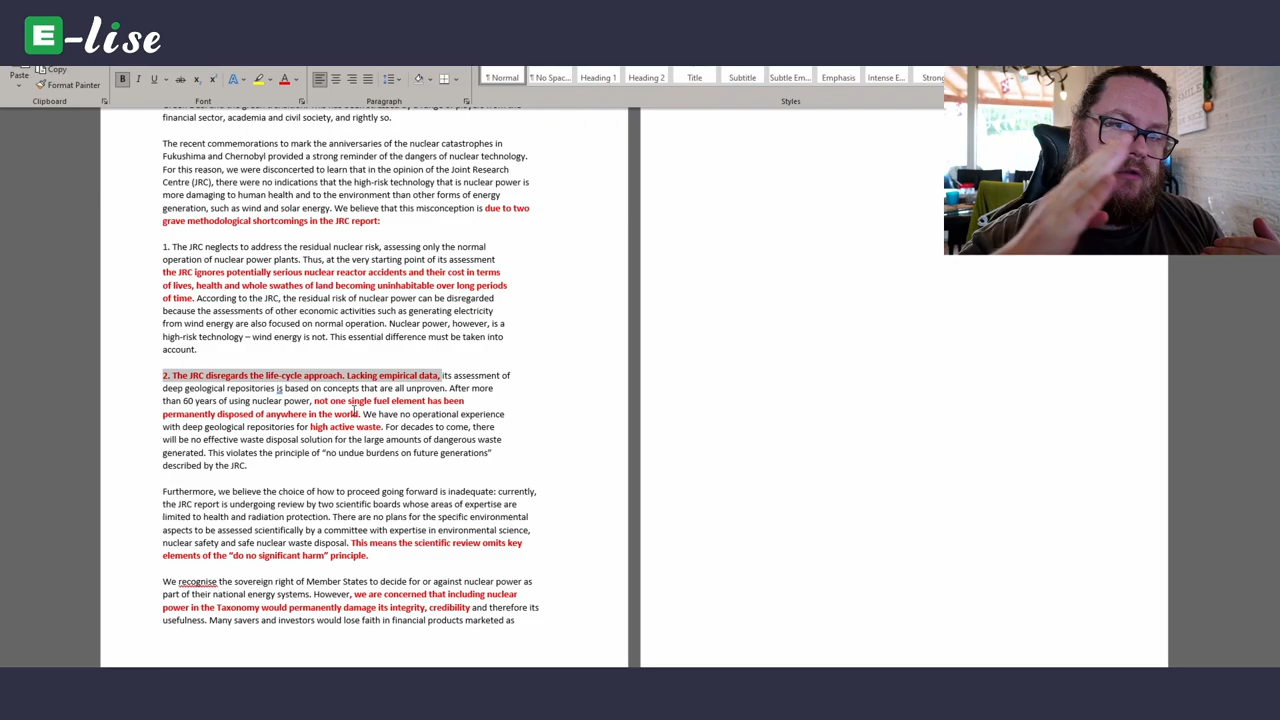 E-lise
Paste
Copy
Format Painter
Clipboard
B I U ab x₂ x² A A
Font
Paragraph
¶ Normal
¶ No Spac...
Heading 1
Heading 2
Title
Subtitle
Subtle Em...
Emphasis
Intense E...
Strong
Styles
financial sector, academia and civil society, and rightly so.
The recent commemorations to mark the anniversaries of the nuclear catastrophes in
Fukushima and Chernobyl provided a strong reminder of the dangers of nuclear technology.
For this reason, we were disconcerted to learn that in the opinion of the Joint Research
Centre (JRC), there were no indications that the high-risk technology that is nuclear power is
more damaging to human health and to the environment than other forms of energy
generation, such as wind and solar energy. We believe that this misconception is due to two
grave methodological shortcomings in the JRC report:
1. The JRC neglects to address the residual nuclear risk, assessing only the normal
operation of nuclear power plants. Thus, at the very starting point of its assessment
the JRC ignores potentially serious nuclear reactor accidents and their cost in terms
of lives, health and whole swathes of land becoming uninhabitable over long periods
of time. According to the JRC, the residual risk of nuclear power can be disregarded
because the assessments of other economic activities such as generating electricity
from wind energy are also focused on normal operation. Nuclear power, however, is a
high-risk technology – wind energy is not. This essential difference must be taken into
account.
2. The JRC disregards the life-cycle approach. Lacking empirical data, its assessment of
deep geological repositories is based on concepts that are all unproven. After more
than 60 years of using nuclear power, not one single fuel element has been
permanently disposed of anywhere in the world. We have no operational experience
with deep geological repositories for high active waste. For decades to come, there
will be no effective waste disposal solution for the large amounts of dangerous waste
generated. This violates the principle of “no undue burdens on future generations”
described by the JRC.
Furthermore, we believe the choice of how to proceed going forward is inadequate: currently,
the JRC report is undergoing review by two scientific boards whose areas of expertise are
limited to health and radiation protection. There are no plans for the specific environmental
aspects to be assessed scientifically by a committee with expertise in environmental science,
nuclear safety and safe nuclear waste disposal. This means the scientific review omits key
elements of the “do no significant harm” principle.
We recognise the sovereign right of Member States to decide for or against nuclear power as
part of their national energy systems. However, we are concerned that including nuclear
power in the Taxonomy would permanently damage its integrity, credibility and therefore its
usefulness. Many savers and investors would lose faith in financial products marketed as